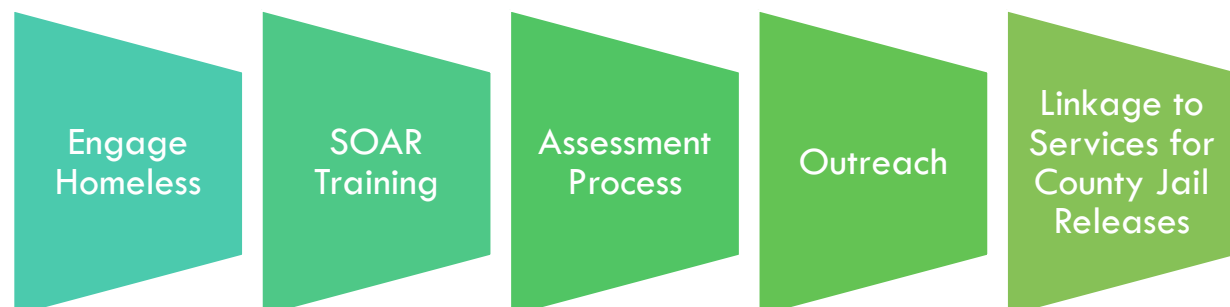 Engage
Homeless
SOAR
Training
Assessment
Process
Outreach
Linkage to
Services for
County Jail
Releases